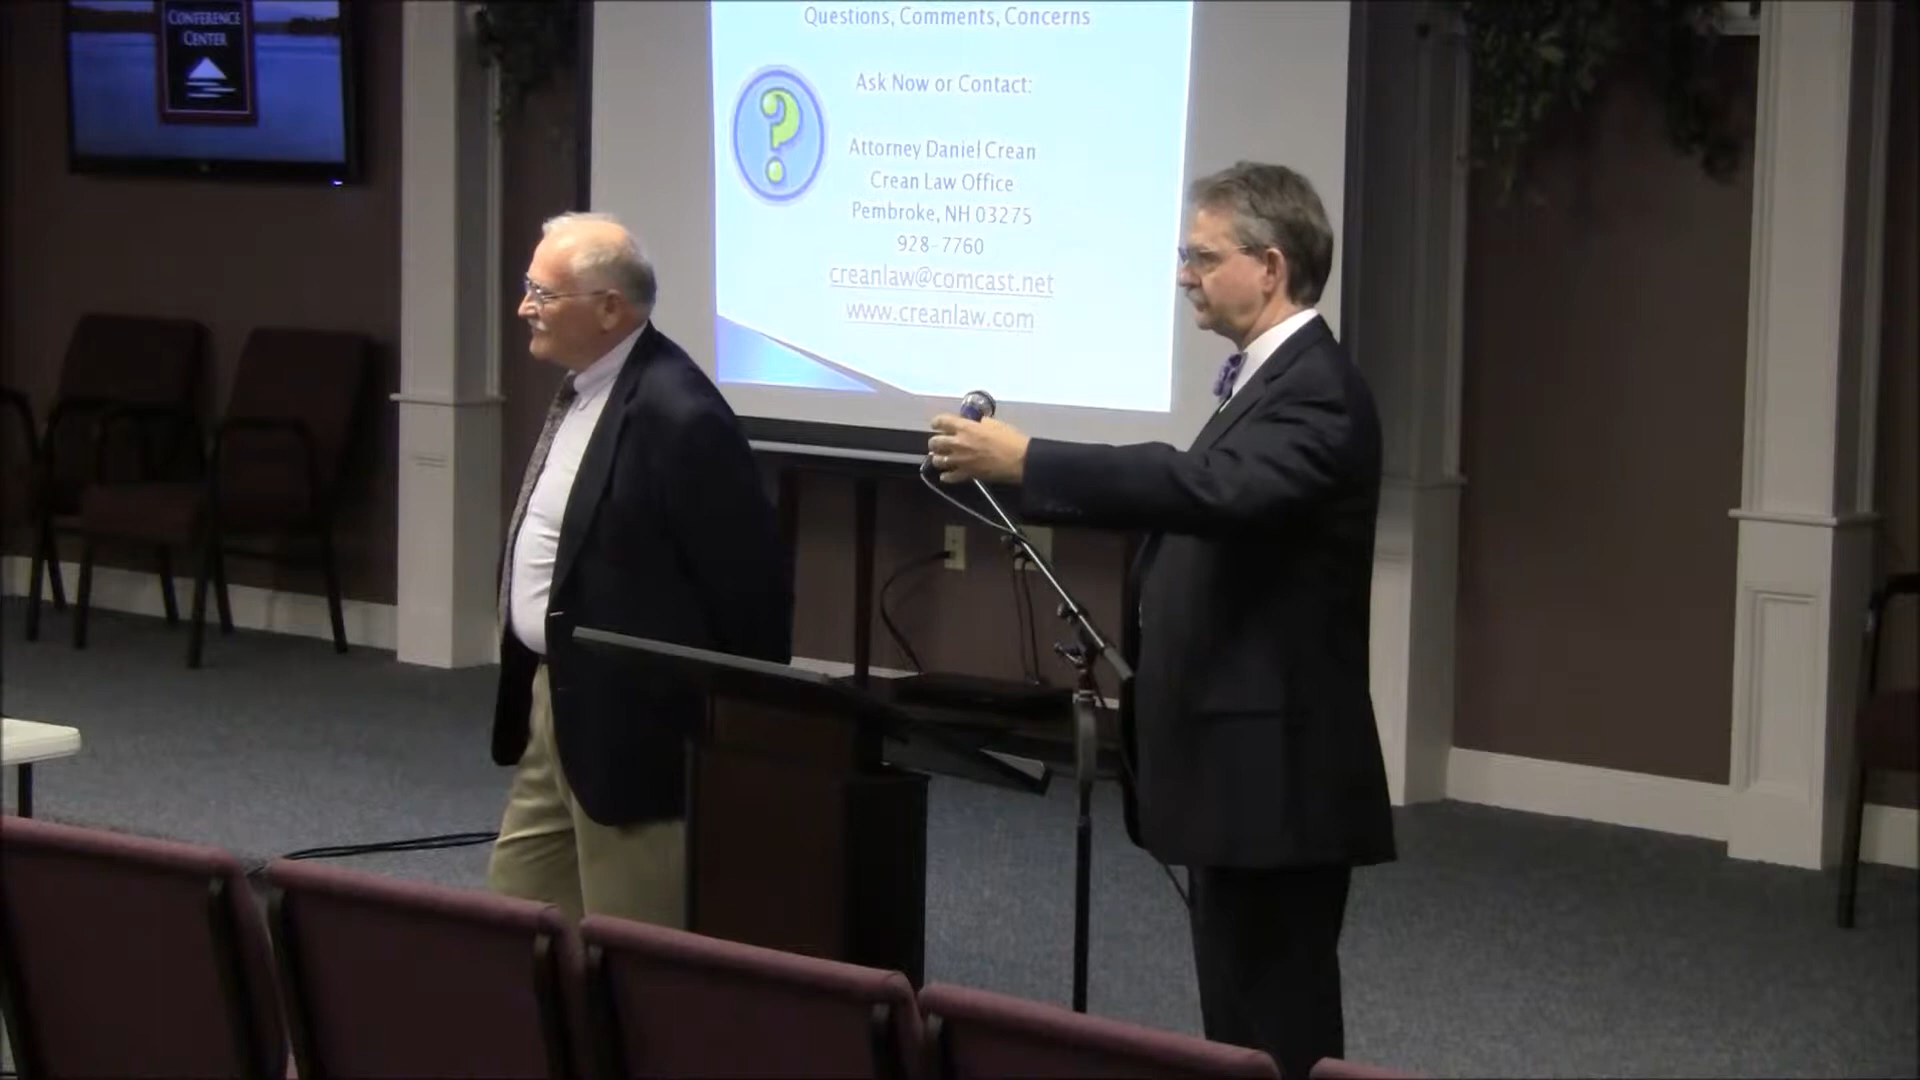 CONFERENCE
CENTER
Questions, Comments, Concerns
Ask Now or Contact:
?
Attorney Daniel Crean
Crean Law Office
Pembroke, NH 03275
928-7760
creanlaw@comcast.net
www.creanlaw.com